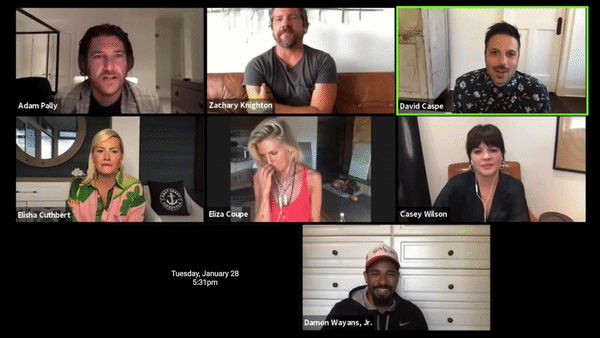 Adam Pally
Zachary Knighton
David Caspe
Elisha Cuthbert
Eliza Coupe
Casey Wilson
Tuesday, January 28
5:31pm
Damon Wayans, Jr.